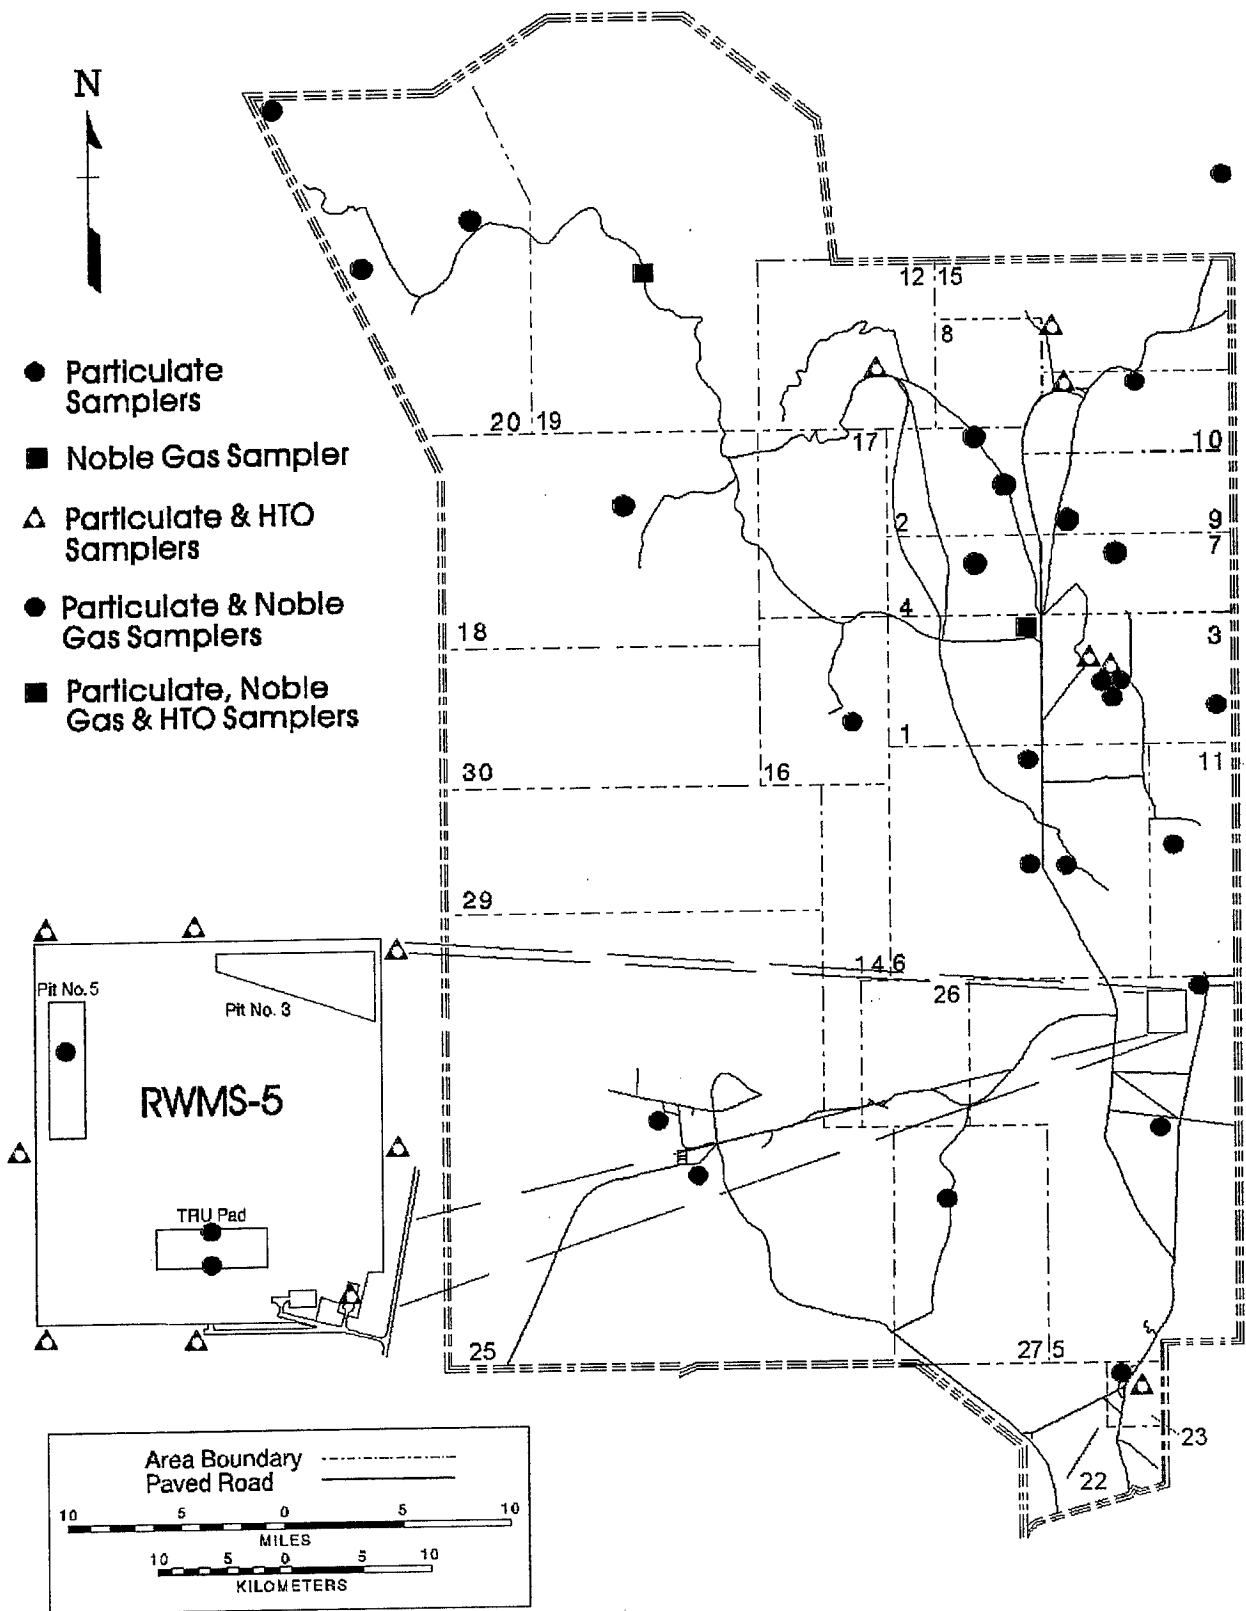 N
Particulate
Samplers
Noble Gas Sampler
Particulate & HTO
Samplers
Particulate & Noble
Gas Samplers
Particulate, Noble
Gas & HTO Samplers
12 15
8
20 19
17
10
2
9
7
4
18
3
1
11
30
16
29
14 6
26
Pit No. 5
Pit No. 3
RWMS-5
TRU Pad
25
27 5
23
22
Area Boundary
Paved Road
10 5 0 5 10
MILES
10 5 0 5 10
KILOMETERS